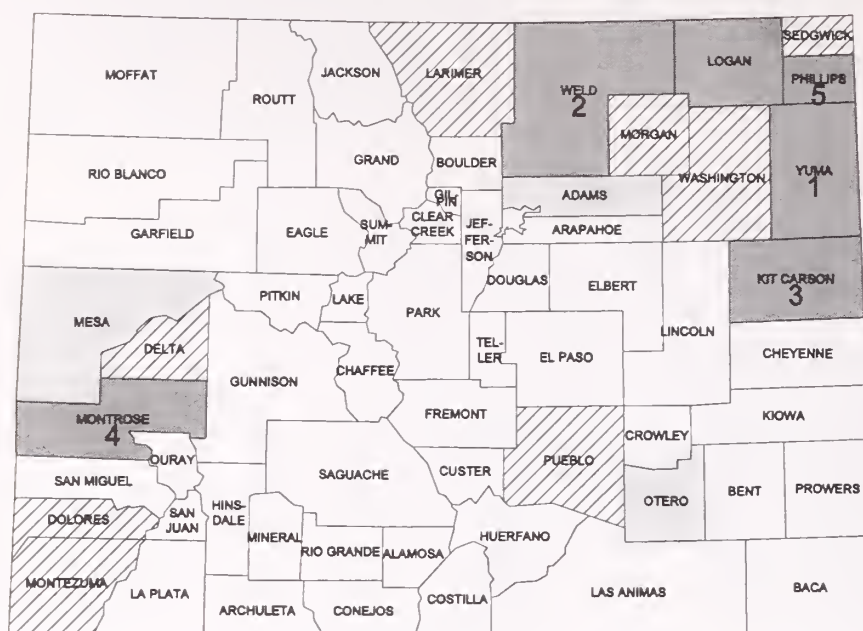 SEDGWICK
MOFFAT
JACKSON
LARIMER
LOGAN
ROUTT
WELD
2
PHILLIPS
5
MORGAN
GRAND
BOULDER
RIO BLANCO
WASHINGTON
YUMA
1
GIL-
PIN
ADAMS
CLEAR
CREEK
GARFIELD
EAGLE
SUM-
MIT
JEF-
FER-
SON
ARAPAHOE
DOUGLAS
ELBERT
KIT CARSON
3
PITKIN
LAKE
MESA
PARK
LINCOLN
DELTA
TEL-
LER
EL PASO
CHEYENNE
CHAFFEE
GUNNISON
MONTROSE
4
FREMONT
KIOWA
CROWLEY
OURAY
PUEBLO
SAGUACHE
CUSTER
SAN MIGUEL
OTERO
BENT
PROWERS
HINS-
DALE
SAN
JUAN
DOLORES
MINERAL
HUERFANO
RIO GRANDE
ALAMOSA
MONTEZUMA
LA PLATA
LAS ANIMAS
BACA
ARCHULETA
CONEJOS
COSTILLA